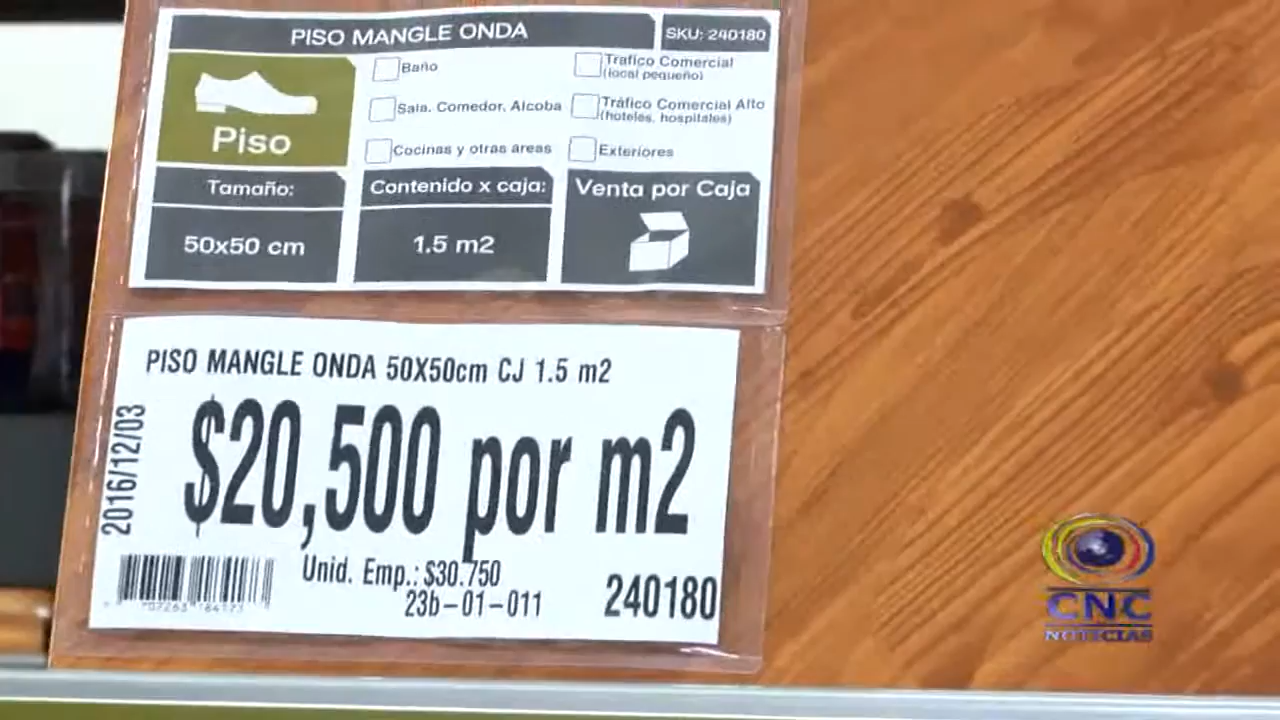 PISO MANGLE ONDA
SKU: 240180
Piso
Baño
Trafico Comercial
(local pequeño)
Sala, Comedor, Alcoba
Tráfico Comercial Alto
(hoteles, hospitales)
Cocinas y otras areas
Exteriores
Tamaño:
50x50 cm
Contenido x caja:
1.5 m2
Venta por Caja
PISO MANGLE ONDA 50X50cm CJ 1.5 m2
2016/12/03
$20,500 por m2
Unid. Emp.: $30.750
23b-01-011
240180
CNC
NOTICIAS